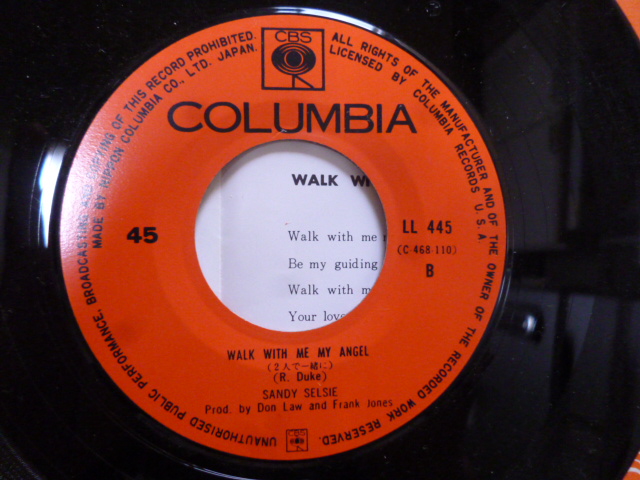 UNAUTHORISED PUBLIC PERFORMANCE, BROADCASTING AND COPYING OF THIS RECORD PROHIBITED.
MADE BY NIPPON COLUMBIA CO., LTD. JAPAN.
ALL RIGHTS OF THE MANUFACTURER AND OF THE OWNER OF THE RECORDED WORK RESERVED.
LICENSED BY COLUMBIA RECORDS U.S.A
CBS
COLUMBIA
45
LL 445
(C 468-110)
B
WALK
Walk with me
Be my guiding
Walk with
Your
WALK WITH ME MY ANGEL
(2人で一緒に)
(R. Duke)
SANDY SELSIE
Prod. by Don Law and Frank Jones
CBS